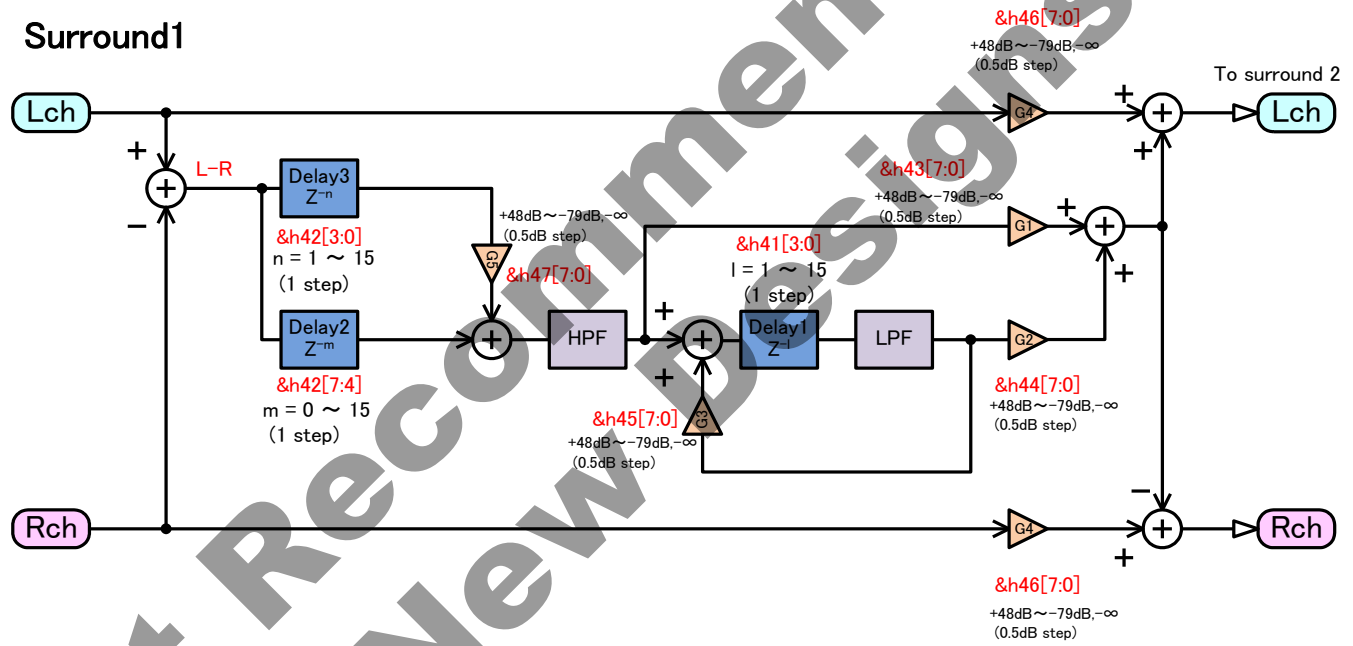 Surround1
&h46[7:0]
+48dB～-79dB,-∞
(0.5dB step)
To surround 2
Lch
G4
+
+
+
Lch
+
+
L-R
+
−
Delay3
Z-n
&h42[3:0]
n = 1 ～ 15
(1 step)
+48dB～-79dB,-∞
(0.5dB step)
G5
&h47[7:0]
&h43[7:0]
+48dB～-79dB,-∞
(0.5dB step)
G1
+
+
+
&h41[3:0]
l = 1 ～ 15
(1 step)
Delay2
Z-m
&h42[7:4]
m = 0 ～ 15
(1 step)
+
HPF
+
+
+
Delay1
Z-l
LPF
G2
&h44[7:0]
+48dB～-79dB,-∞
(0.5dB step)
G3
&h45[7:0]
+48dB～-79dB,-∞
(0.5dB step)
Rch
G4
−
+
+
Rch
&h46[7:0]
+48dB～-79dB,-∞
(0.5dB step)
t Recommen
New Designs